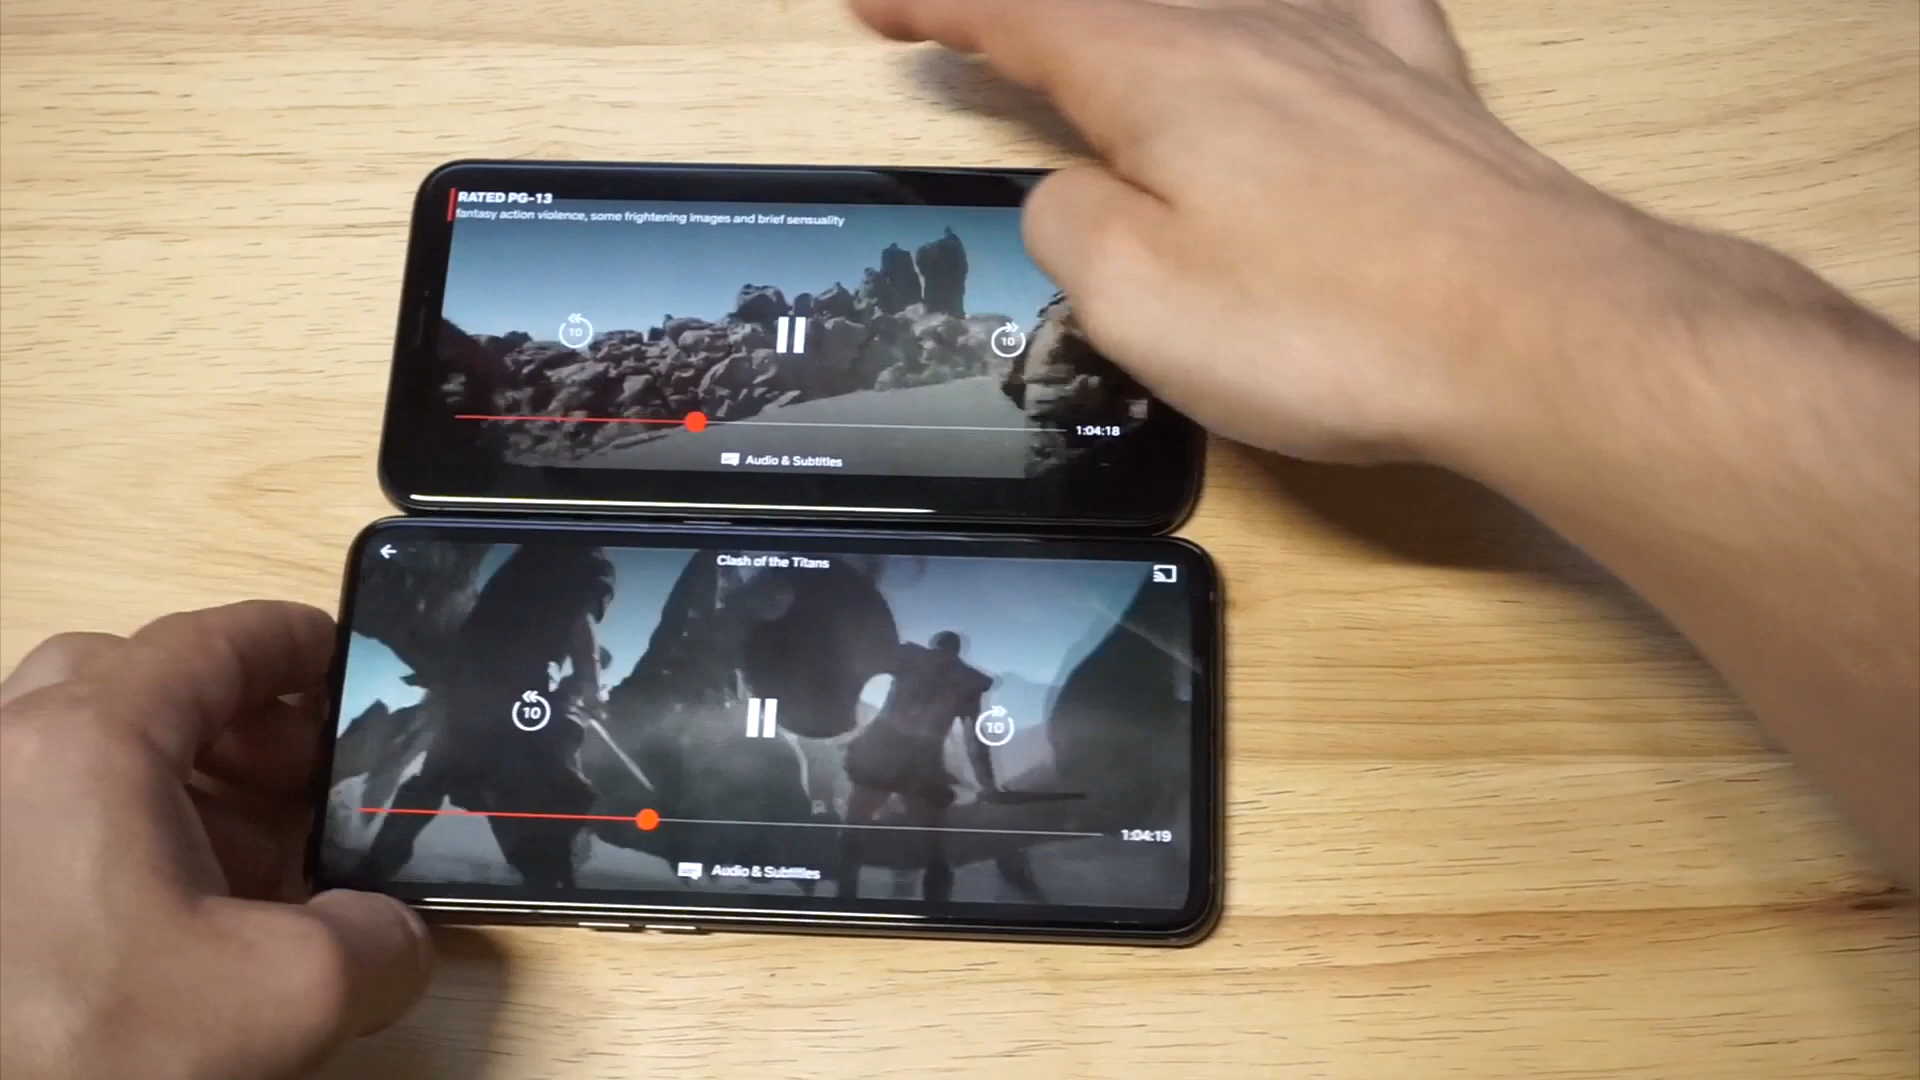 RATED PG-13
fantasy action violence, some frightening images and brief sensuality
10
10
1:04:18
Audio & Subtitles
Clash of the Titans
10
10
1:04:19
Audio & Subtitles